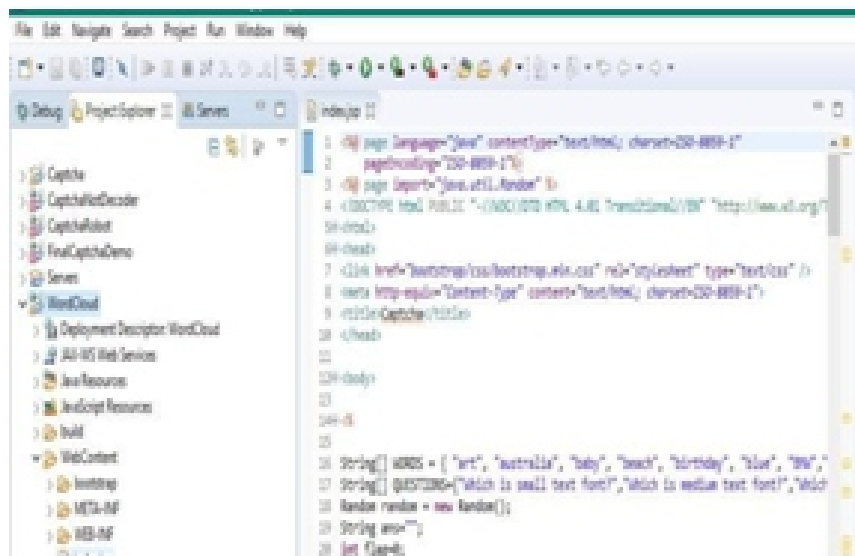 File Edit Navigate Search Project Run Window Help
Debug Project Explorer Servers
index.jsp
Captcha
CaptchaNotDecoder
CaptchaRobot
FinalCaptchaDemo
Servers
WordCloud
Deployment Descriptor: WordCloud
JAX-WS Web Services
Java Resources
JavaScript Resources
build
WebContent
bootstrap
META-INF
WEB-INF
1 <%@ page language="java" contentType="text/html; charset=ISO-8859-1"
2 pageEncoding="ISO-8859-1"%>
3 <%@ page import="java.util.Random" %>
4 <!DOCTYPE html PUBLIC "-//W3C//DTD HTML 4.01 Transitional//EN" "http://www.w3.org/T
5 <html>
6 <head>
7 <link href="bootstrap/css/bootstrap.min.css" rel="stylesheet" type="text/css" />
8 <meta http-equiv="Content-Type" content="text/html; charset=ISO-8859-1">
9 <title>Captcha</title>
10 </head>
11
12 <body>
13
14 <%
15
16 String[] WORDS = { "art", "australia", "baby", "beach", "birthday", "blue", "BMW","
17 String[] QUESTIONS={"Which is small text font?","Which is medium text font?","Which
18 Random random = new Random();
19 String ans="";
20 int flag=0;